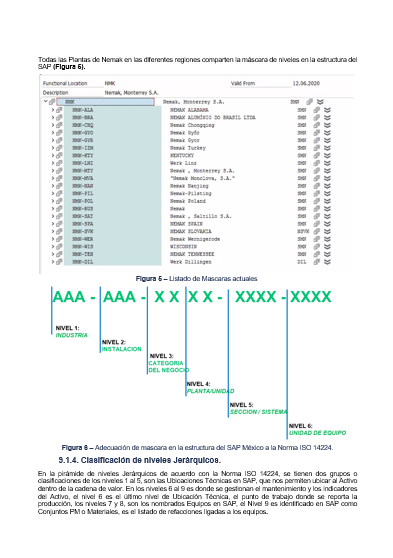 Todas las Plantas de Nemak en las diferentes regiones comparten la máscara de niveles en la estructura del
SAP (Figura 5).
Functional Location NMK Valid From 12.06.2020
Description Nemak, Monterrey S.A.
NMK Nemak, Monterrey S.A. SMN
NMK-ALA NEMAK ALABAMA SMN
NMK-BRA NEMAK ALUMÍNIO DO BRASIL LTDA SMN
NMK-CHQ Nemak Chongqing SMN
NMK-GYO Nemak Győr SMN
NMK-GYR Nemak Gyor SMN
NMK-IZM Nemak Turkey SMN
NMK-KTY KENTUCKY SMN
NMK-LNI Werk Linz SMN
NMK-MTY Nemak , Monterrey S.A. SMN
NMK-MVA "Nemak Monclova, S.A." SMN
NMK-NAN Nemak Nanjing SMN
NMK-PIL Nemak-Pilsting SMN
NMK-POL Nemak Poland SMN
NMK-RUS Nemak SMN
NMK-SAT Nemak , Saltillo S.A. SMN
NMK-SPA NEMAK SPAIN SMN
NMK-SVK NEMAK SLOVAKIA
NMK-WER Nemak Wernigerode SMN
NMK-WIS WISCONSIN SMN
NMK-TEN NEMAK TENNESSEE SMN
NMK-DIL Werk Dillingen DIL
Figura 5 – Listado de Mascaras actuales
AAA - AAA - X X X X - XXXX - XXXX
NIVEL 1:
INDUSTRIA
NIVEL 2:
INSTALACION
NIVEL 3:
CATEGORIA
DEL NEGOCIO
NIVEL 4:
PLANTA/UNIDAD
NIVEL 5:
SECCION / SISTEMA
NIVEL 6:
UNIDAD DE EQUIPO
Figura 6 – Adecuación de mascara en la estructura del SAP México a la Norma ISO 14224.
5.1.4. Clasificación de niveles Jerárquicos.
En la pirámide de niveles Jerárquicos de acuerdo con la Norma ISO 14224, se tienen dos grupos o
clasificaciones de los niveles 1 al 5, son las Ubicaciones Técnicas en SAP, que nos permiten ubicar al Activo
dentro de la cadena de valor. En los niveles 6 al 9 es donde se gestionan el mantenimiento y los indicadores
del Activo, el nivel 6 es el último nivel de Ubicación Técnica, el punto de trabajo donde se reporta la
producción, los niveles 7 y 8, son los nombrados Equipos en SAP, el Nivel 9 es identificado en SAP como
Conjuntos PM o Materiales, es el listado de refacciones ligadas a los equipos.